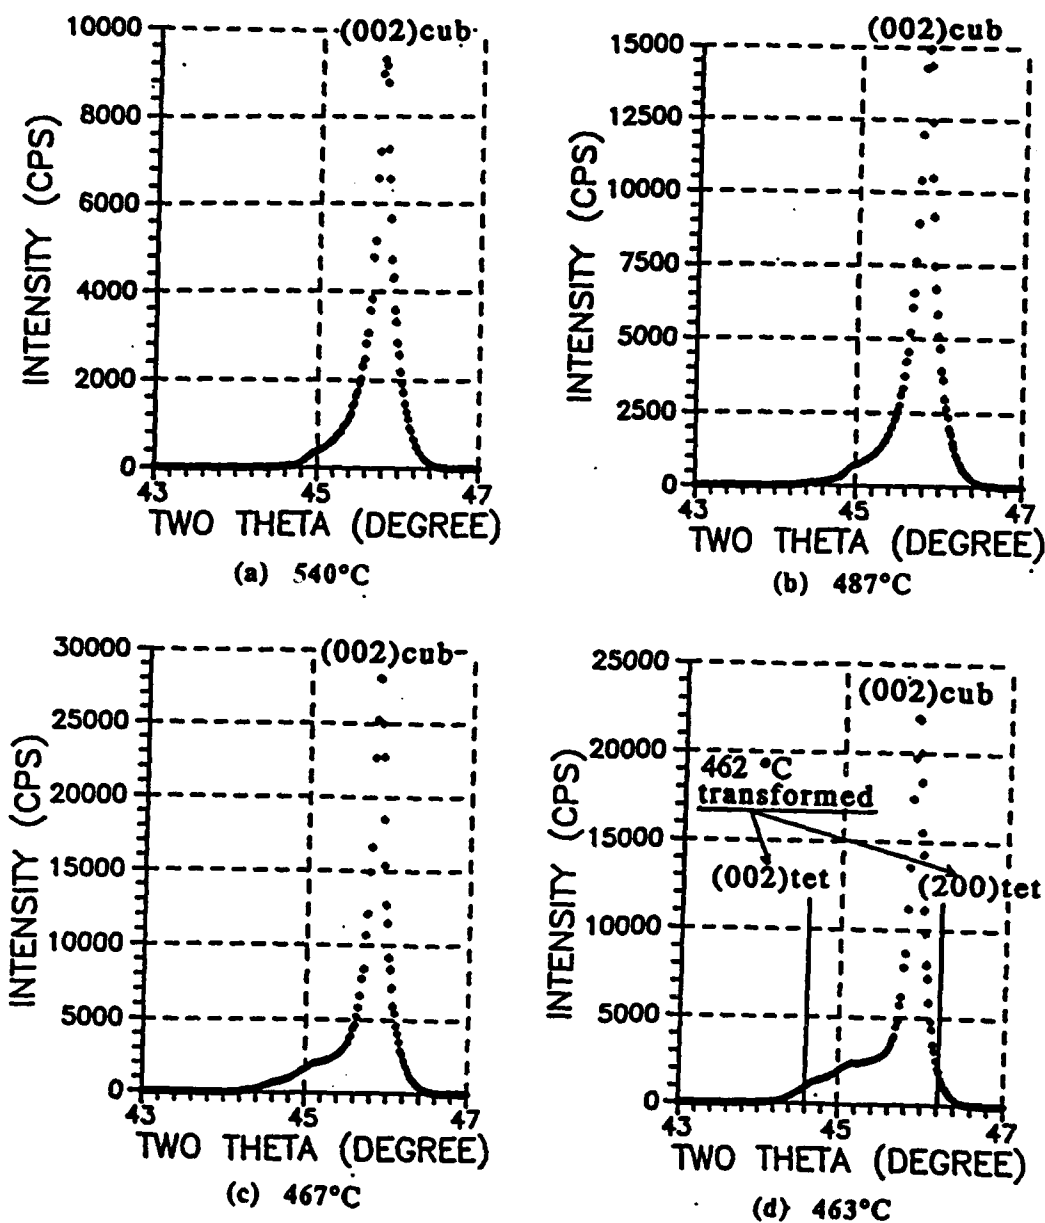 (002)cub
10000
8000
6000
4000
2000
0
INTENSITY (CPS)
43 45 47
TWO THETA (DEGREE)
(a) 540°C
(002)cub
15000
12500
10000
7500
5000
2500
0
INTENSITY (CPS)
43 45 47
TWO THETA (DEGREE)
(b) 487°C
(002)cub
30000
25000
20000
15000
10000
5000
0
INTENSITY (CPS)
43 45 47
TWO THETA (DEGREE)
(c) 467°C
25000
(002)cub
20000
462 °C
transformed
15000
(002)tet (200)tet
10000
5000
0
INTENSITY (CPS)
43 45 47
TWO THETA (DEGREE)
(d) 463°C